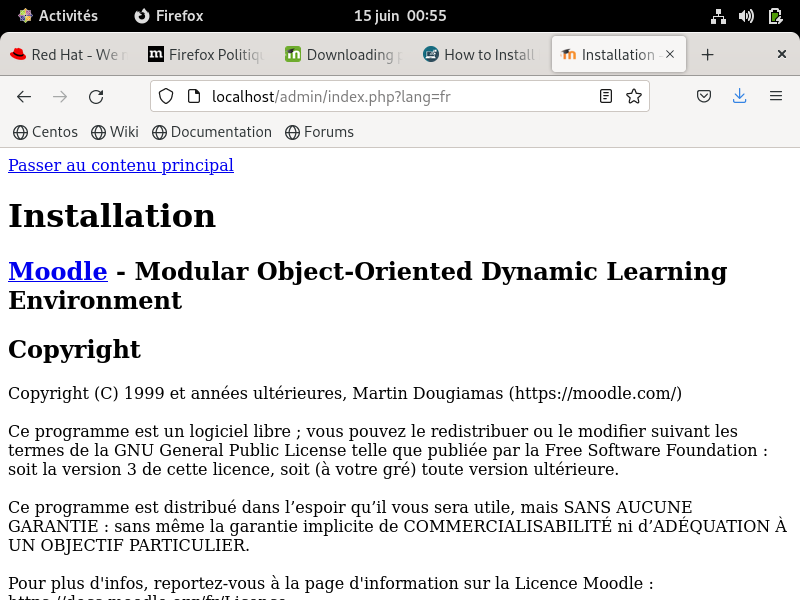 Activités
Firefox
15 juin 00:55
Red Hat - We n
Firefox Politiq
Downloading p
How to Install
Installation -
localhost/admin/index.php?lang=fr
Centos
Wiki
Documentation
Forums
Passer au contenu principal
Installation
Moodle - Modular Object-Oriented Dynamic Learning
Environment
Copyright
Copyright (C) 1999 et années ultérieures, Martin Dougiamas (https://moodle.com/)
Ce programme est un logiciel libre ; vous pouvez le redistribuer ou le modifier suivant les
termes de la GNU General Public License telle que publiée par la Free Software Foundation :
soit la version 3 de cette licence, soit (à votre gré) toute version ultérieure.
Ce programme est distribué dans l’espoir qu’il vous sera utile, mais SANS AUCUNE
GARANTIE : sans même la garantie implicite de COMMERCIALISABILITÉ ni d’ADÉQUATION À
UN OBJECTIF PARTICULIER.
Pour plus d'infos, reportez-vous à la page d'information sur la Licence Moodle :
https://docs.moodle.org/fr/Licence